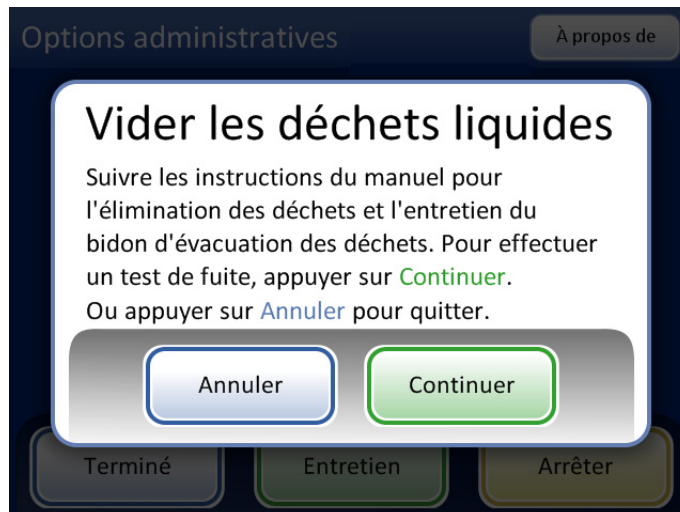 Options administratives
À propos de
Vider les déchets liquides
Suivre les instructions du manuel pour
l'élimination des déchets et l'entretien du
bidon d'évacuation des déchets. Pour effectuer
un test de fuite, appuyer sur Continuer.
Ou appuyer sur Annuler pour quitter.
Annuler
Continuer
Terminé
Entretien
Arrêter